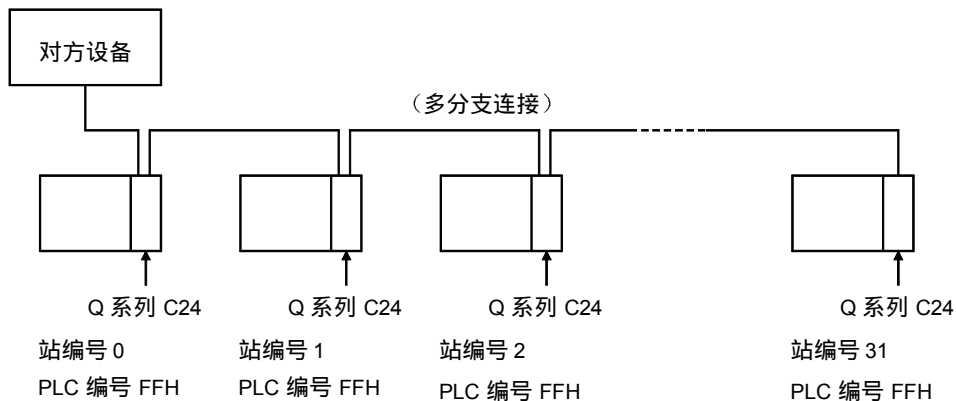 对方设备
（多分支连接）
Q 系列 C24
Q 系列 C24
Q 系列 C24
Q 系列 C24
站编号 0
站编号 1
站编号 2
站编号 31
PLC 编号 FFH
PLC 编号 FFH
PLC 编号 FFH
PLC 编号 FFH